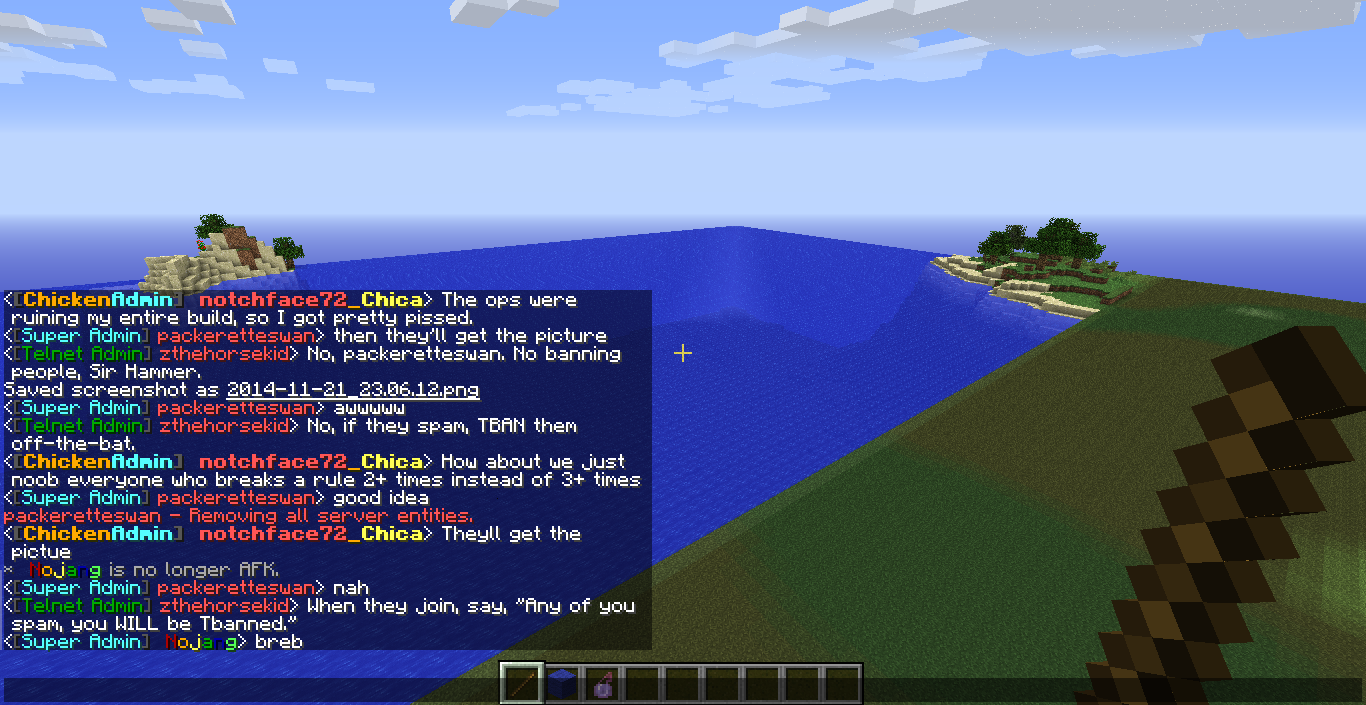 <[ChickenAdmin] notchface72_Chica> The ops were
ruining my entire build, so I got pretty pissed.
<[Super Admin] packeretteswan> then they'll get the picture
<[Telnet Admin] zthehorsekid> No, packeretteswan. No banning
people, Sir Hammer.
Saved screenshot as 2014-11-21_23.06.12.png
<[Super Admin] packeretteswan> awwwww
<[Telnet Admin] zthehorsekid> No, if they spam, TBAN them
off-the-bat.
<[ChickenAdmin] notchface72_Chica> How about we just
noob everyone who breaks a rule 2+ times instead of 3+ times
<[Super Admin] packeretteswan> good idea
packeretteswan - Removing all server entities.
<[ChickenAdmin] notchface72_Chica> Theyll get the
pictue
* Nojang is no longer AFK.
<[Super Admin] packeretteswan> nah
<[Telnet Admin] zthehorsekid> When they join, say, "Any of you
spam, you WILL be Tbanned."
<[Super Admin] Nojang> breb